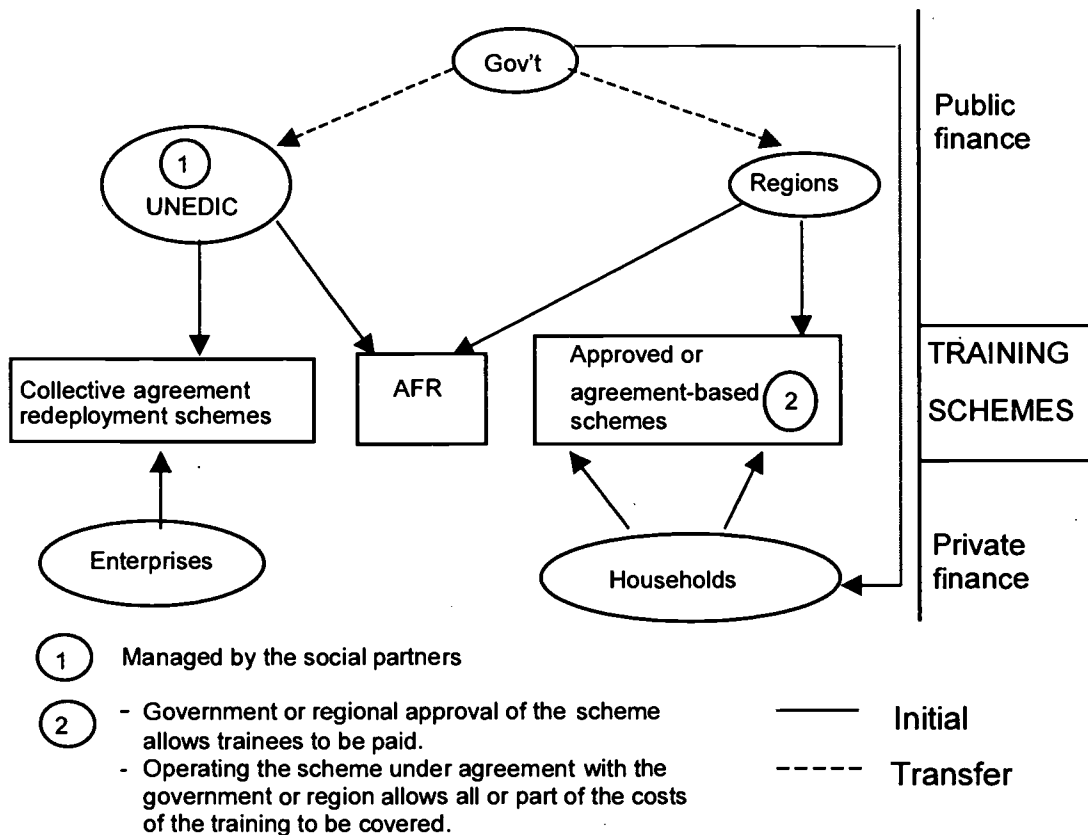 Gov't
Public
finance
1
UNEDIC
Regions
Collective agreement
redeployment schemes
AFR
Approved or
agreement-based
schemes
2
TRAINING
SCHEMES
Enterprises
Households
Private
finance
1 Managed by the social partners
2 - Government or regional approval of the scheme
allows trainees to be paid.
- Operating the scheme under agreement with the
government or region allows all or part of the costs
of the training to be covered.
Initial
Transfer